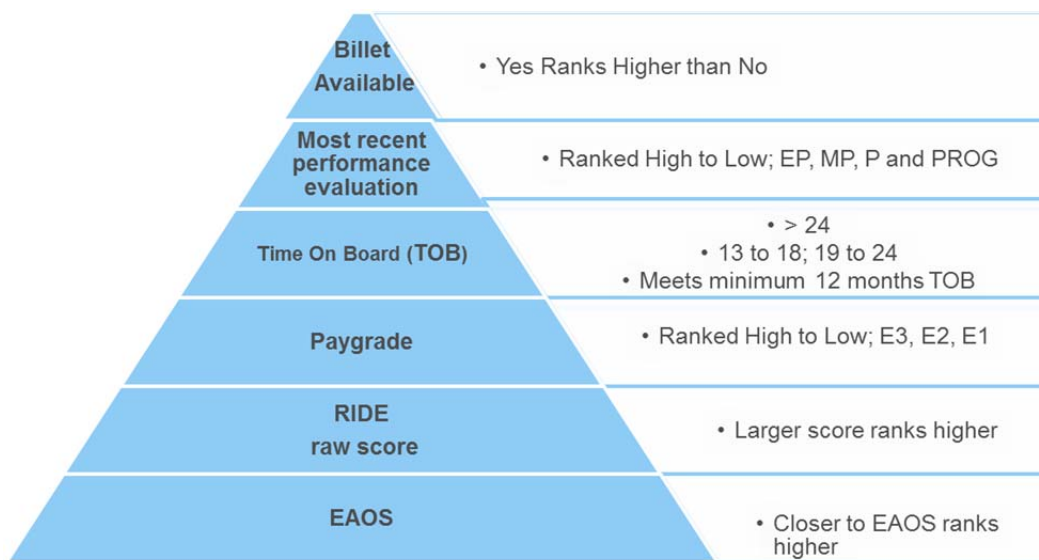 Billet
Available
• Yes Ranks Higher than No
Most recent
performance
evaluation
• Ranked High to Low; EP, MP, P and PROG
Time On Board (TOB)
• > 24
• 13 to 18; 19 to 24
• Meets minimum 12 months TOB
Paygrade
• Ranked High to Low; E3, E2, E1
RIDE
raw score
• Larger score ranks higher
EAOS
• Closer to EAOS ranks
higher